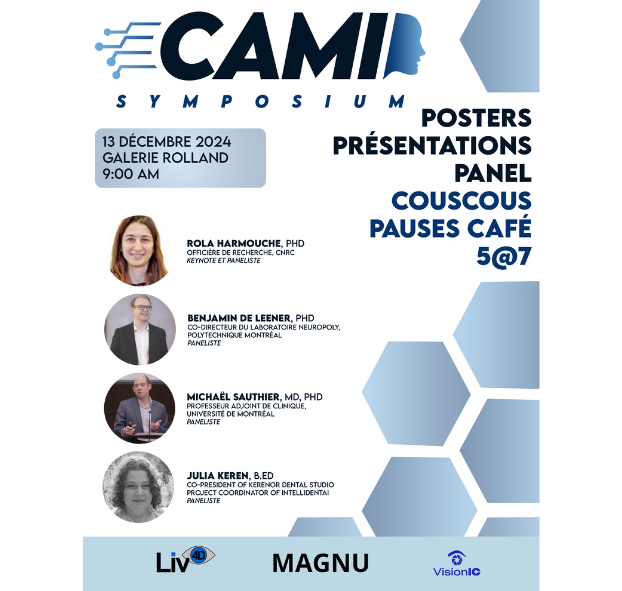 CAMI
SYMPOSIUM
POSTERS
PRÉSENTATIONS
PANEL
COUSCOUS
PAUSES CAFÉ
5@7
13 DÉCEMBRE 2024
GALERIE ROLLAND
9:00 AM
ROLA HARMOUCHE, PHD
OFFICIÈRE DE RECHERCHE, CNRC
KEYNOTE ET PANELISTE
BENJAMIN DE LEENER, PHD
CO-DIRECTEUR DU LABORATOIRE NEUROPOLY,
POLYTECHNIQUE MONTRÉAL
PANELISTE
MICHAËL SAUTHIER, MD, PHD
PROFESSEUR ADJOINT DE CLINIQUE,
UNIVERSITÉ DE MONTRÉAL
PANELISTE
JULIA KEREN, B.ED
CO-PRESIDENT OF KERENOR DENTAL STUDIO
PROJECT COORDINATOR OF INTELLIDENTAI
PANELISTE
Liv4D
MAGNU
VisionIC